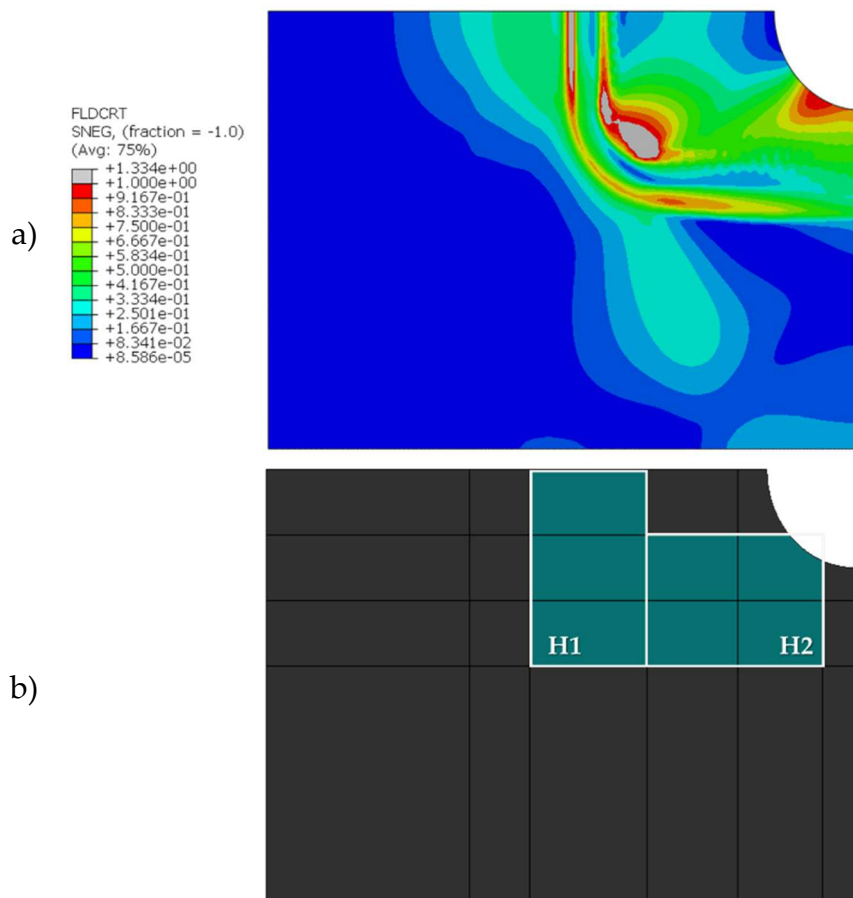 FLDCRT
SNEG, (fraction = -1.0)
(Avg: 75%)
+1.334e+00
+1.000e+00
+9.167e-01
+8.333e-01
+7.500e-01
+6.667e-01
+5.834e-01
+5.000e-01
+4.167e-01
+3.334e-01
+2.501e-01
+1.667e-01
+8.341e-02
+8.586e-05
a)
H1 H2
b)